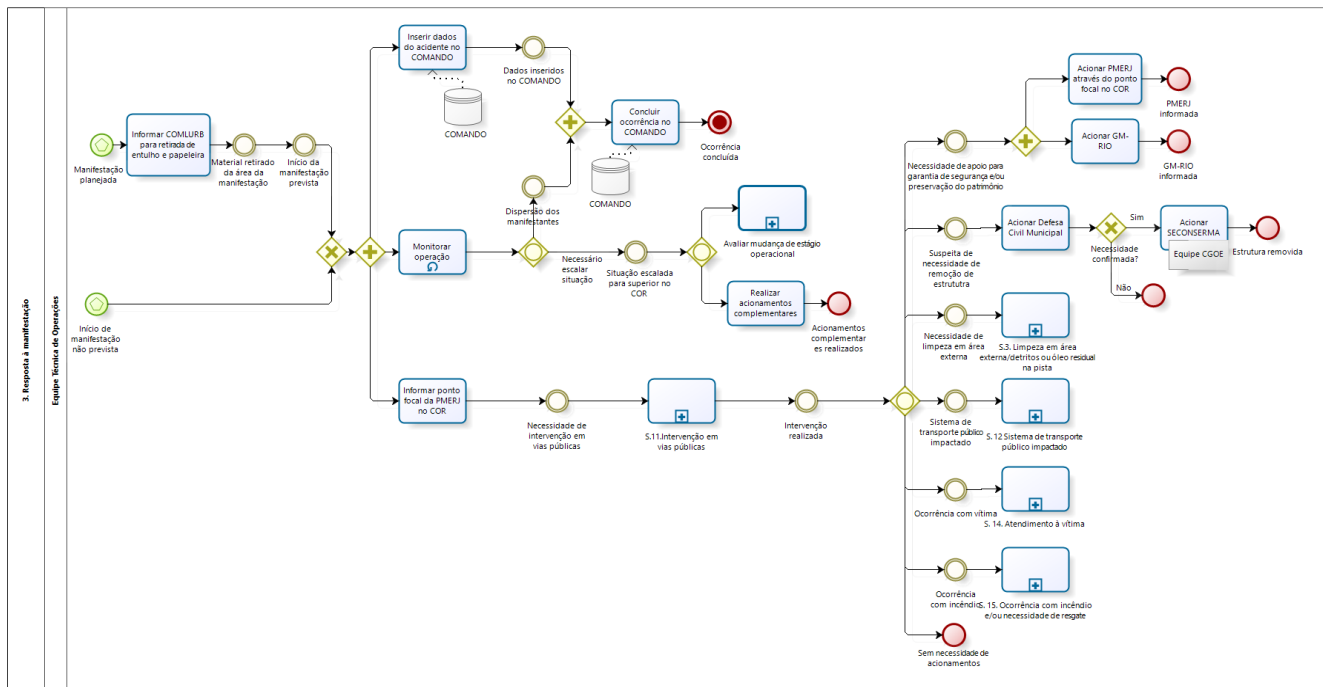 3. Resposta à manifestação
Equipe Técnica de Operações
Manifestação
planejada
Informar COMLURB
para retirada de
entulho e papeleira
Material retirado
da área da
manifestação
Início da
manifestação
prevista
Início de
manifestação
não prevista
Inserir dados
do acidente no
COMANDO
COMANDO
Dados inseridos
no COMANDO
Concluir
ocorrência no
COMANDO
COMANDO
Ocorrência
concluída
Monitorar
operação
Dispersão dos
manifestantes
Necessário
escalar
situação
Situação escalada
para superior no
COR
Avaliar mudança de estágio
operacional
Realizar
acionamentos
complementares
Acionamentos
complementar
es realizados
Informar ponto
focal da PMERJ
no COR
Necessidade de
intervenção em
vias públicas
S.11.Intervenção em
vias públicas
Intervenção
realizada
Necessidade de apoio para
garantia de segurança e/ou
preservação do patrimônio
Acionar PMERJ
através do ponto
focal no COR
PMERJ
informada
Acionar GM-
RIO
GM-RIO
informada
Suspeita de
necessidade de
remoção de
estrututra
Acionar Defesa
Civil Municipal
Necessidade
confirmada?
Sim
Não
Acionar
SECONSERMA
Equipe CGOE
Estrutura removida
Necessidade de
limpeza em área
externa
S.3. Limpeza em área
externa/detritos ou óleo residual
na pista
Sistema de
transporte público
impactado
S.12 Sistema de transporte
público impactado
Ocorrência com vítima
S. 14. Atendimento à vítima
Ocorrência
com incêndio
S. 15. Ocorrência com incêndio
e/ou necessidade de resgate
Sem necessidade de
acionamentos